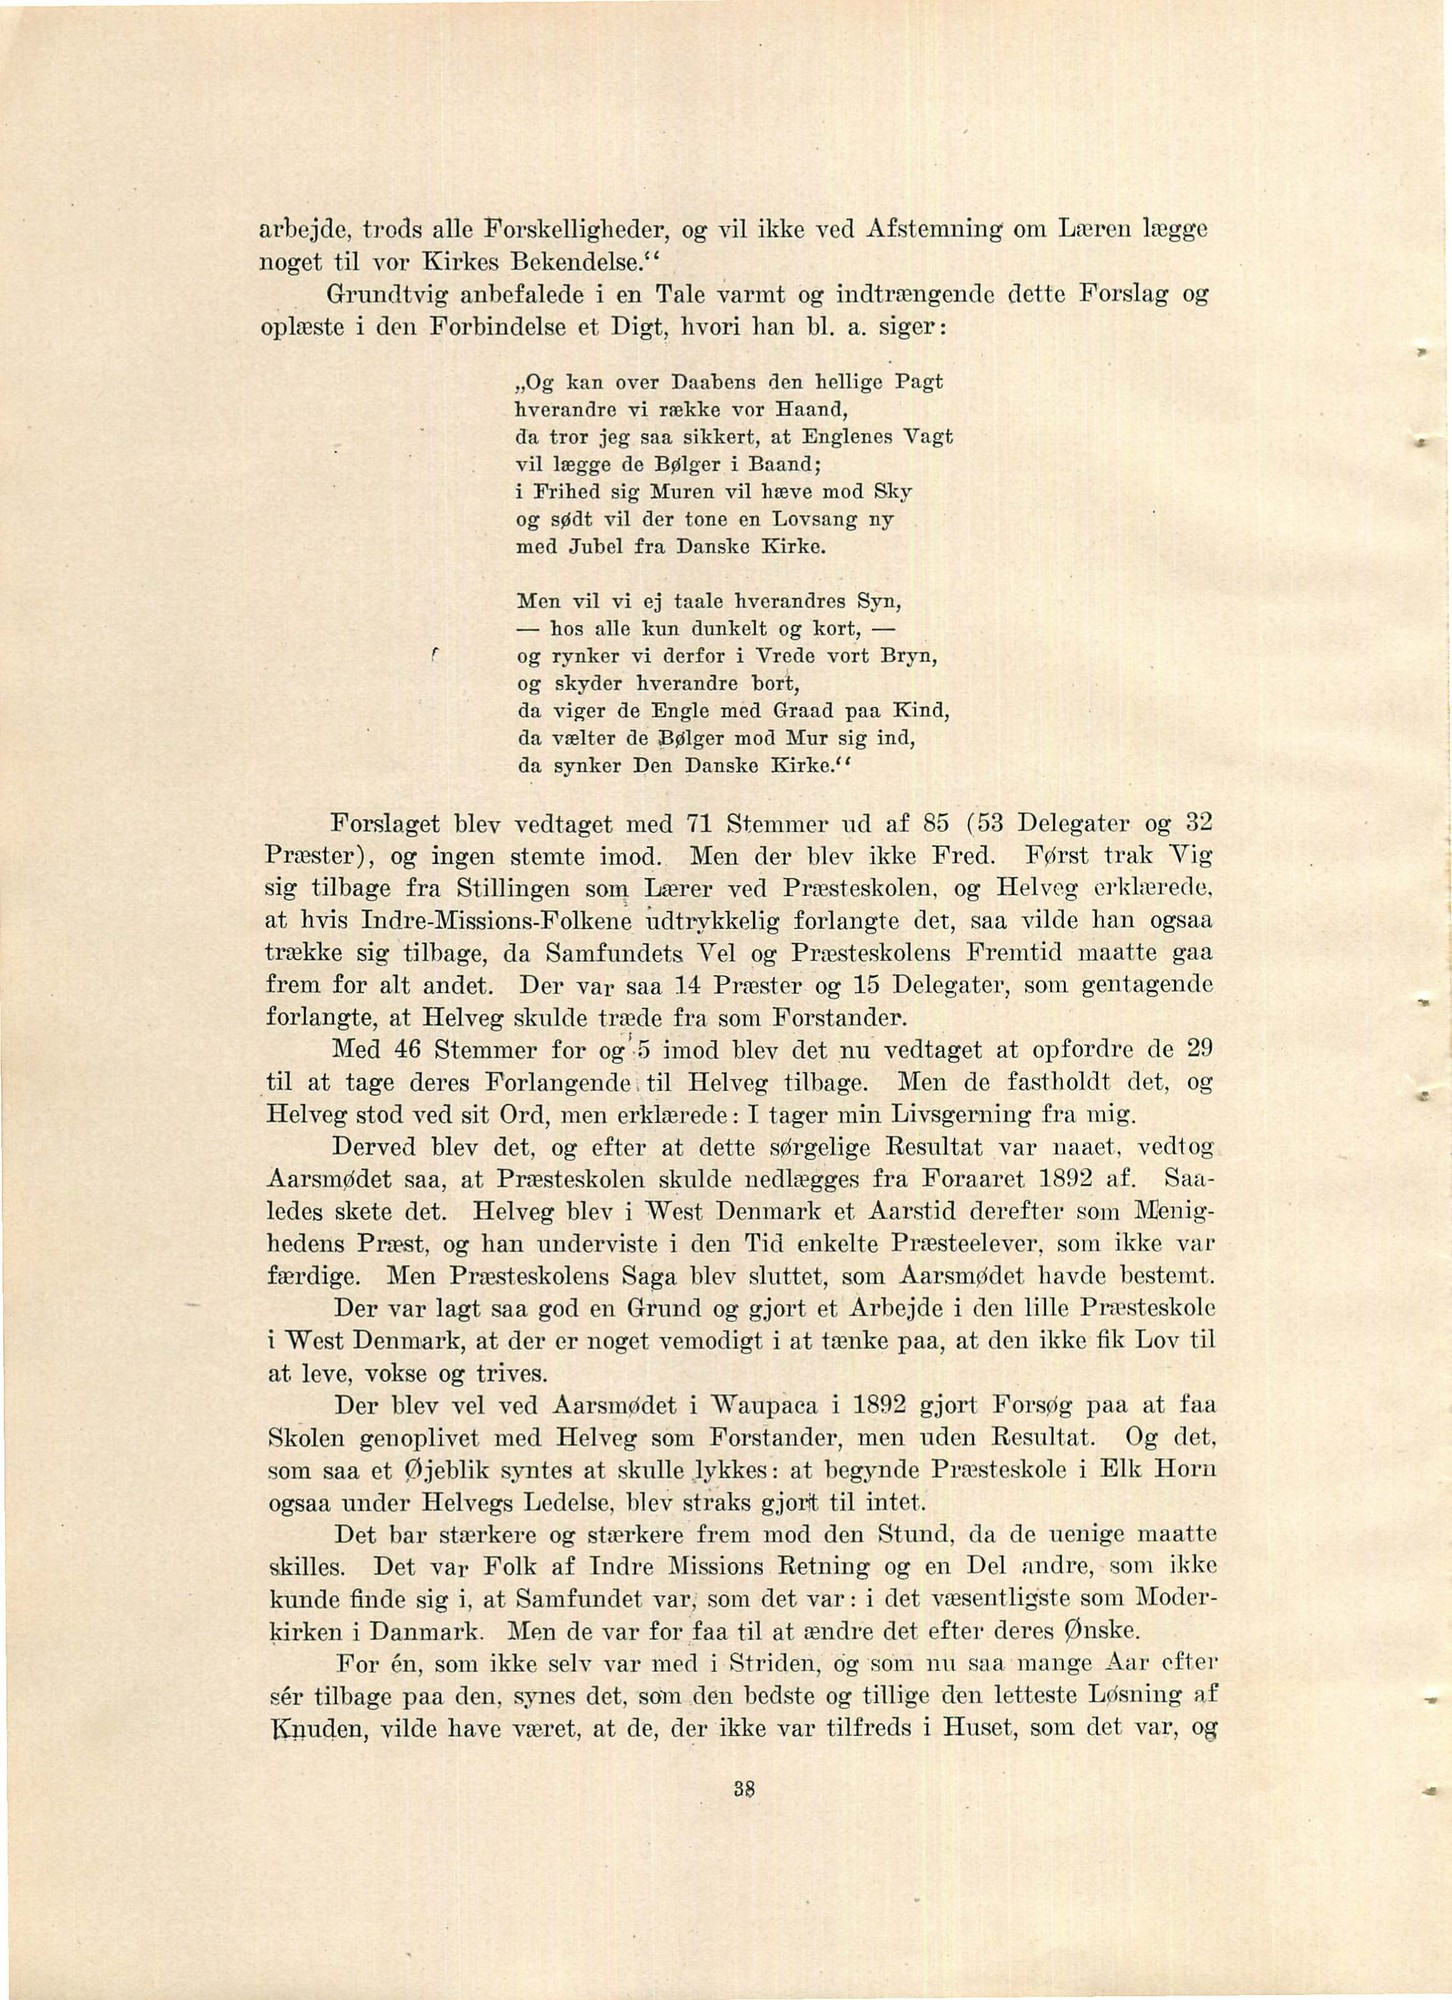 arbejde, trods alle Forskelligheder, og vil ikke ved Afstemning om Læren lægge
noget til vor Kirkes Bekendelse.“
Grundtvig anbefalede i en Tale varmt og indtrængende dette Forslag og
oplæste i den Forbindelse et Digt, hvori han bl. a. siger:
„Og kan over Daabens den hellige Pagt
hverandre vi række vor Haand,
da tror jeg saa sikkert, at Englenes Vagt
vil lægge de Bølger i Baand;
i Frihed sig Muren vil hæve mod Sky
og sødt vil der tone en Lovsang ny
med Jubel fra Danske Kirke.
Men vil vi ej taale hverandres Syn,
— hos alle kun dunkelt og kort, —
og rynker vi derfor i Vrede vort Bryn,
og skyder hverandre bort,
da viger de Engle med Graad paa Kind,
da vælter de Bølger mod Mur sig ind,
da synker Den Danske Kirke.“
Forslaget blev vedtaget med 71 Stemmer ud af 85 (53 Delegater og 32
Præster), og ingen stemte imod. Men der blev ikke Fred. Først trak Vig
sig tilbage fra Stillingen som Lærer ved Præsteskolen, og Helveg erklærede,
at hvis Indre-Missions-Folkene udtrykkelig forlangte det, saa vilde han ogsaa
trække sig tilbage, da Samfundets Vel og Præsteskolens Fremtid maatte gaa
frem for alt andet. Der var saa 14 Præster og 15 Delegater, som gentagende
forlangte, at Helveg skulde træde fra som Forstander.
Med 46 Stemmer for og 5 imod blev det nu vedtaget at opfordre de 29
til at tage deres Forlangende til Helveg tilbage. Men de fastholdt det, og
Helveg stod ved sit Ord, men erklærede: I tager min Livsgerning fra mig.
Derved blev det, og efter at dette sørgelige Resultat var naaet, vedtog
Aarsmødet saa, at Præsteskolen skulde nedlægges fra Foraaret 1892 af. Saa-
ledes skete det. Helveg blev i West Denmark et Aarstid derefter som Menig-
hedens Præst, og han underviste i den Tid enkelte Præsteelever, som ikke var
færdige. Men Præsteskolens Saga blev sluttet, som Aarsmødet havde bestemt.
Der var lagt saa god en Grund og gjort et Arbejde i den lille Præsteskole
i West Denmark, at der er noget vemodigt i at tænke paa, at den ikke fik Lov til
at leve, vokse og trives.
Der blev vel ved Aarsmødet i Waupaca i 1892 gjort Forsøg paa at faa
Skolen genoplivet med Helveg som Forstander, men uden Resultat. Og det,
som saa et Øjeblik syntes at skulle lykkes: at begynde Præsteskole i Elk Horn
ogsaa under Helvegs Ledelse, blev straks gjort til intet.
Det bar stærkere og stærkere frem mod den Stund, da de uenige maatte
skilles. Det var Folk af Indre Missions Retning og en Del andre, som ikke
kunde finde sig i, at Samfundet var, som det var: i det væsentligste som Moder-
kirken i Danmark. Men de var for faa til at ændre det efter deres Ønske.
For én, som ikke selv var med i Striden, og som nu saa mange Aar efter
sér tilbage paa den, synes det, som den bedste og tillige den letteste Løsning af
Knuden, vilde have været, at de, der ikke var tilfreds i Huset, som det var, og
38